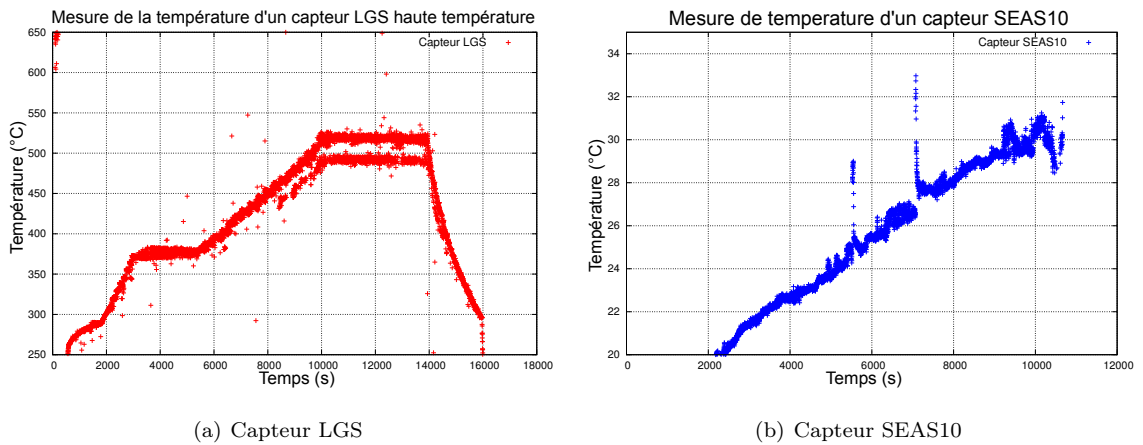 Mesure de la température d'un capteur LGS haute température
Capteur LGS
Température (°C)
650
600
550
500
450
400
350
300
250
0 2000 4000 6000 8000 10000 12000 14000 16000 18000
Temps (s)
(a) Capteur LGS
Mesure de temperature d'un capteur SEAS10
Capteur SEAS10
Température (°C)
34
32
30
28
26
24
22
20
0 2000 4000 6000 8000 10000 12000
Temps (s)
(b) Capteur SEAS10